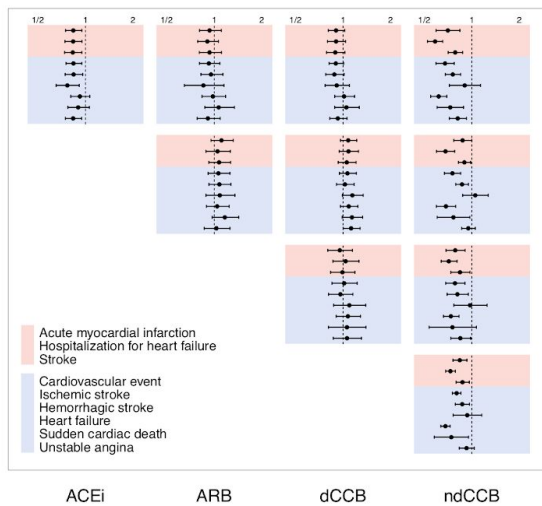 1/2 1 2 1/2 1 2 1/2 1 2 1/2 1 2
Acute myocardial infarction
Hospitalization for heart failure
Stroke
Cardiovascular event
Ischemic stroke
Hemorrhagic stroke
Heart failure
Sudden cardiac death
Unstable angina
ACEi ARB dCCB ndCCB